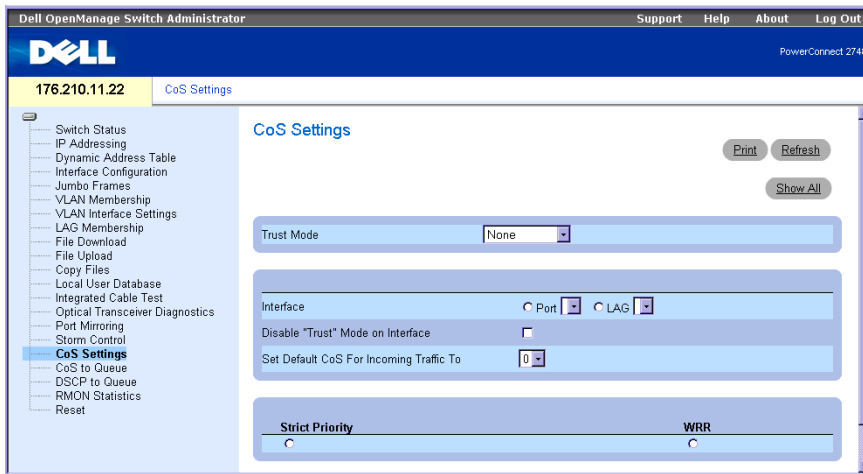 Dell OpenManage Switch Administrator Support Help About Log Out
DELL
PowerConnect 274
176.210.11.22 CoS Settings
Switch Status
IP Addressing
Dynamic Address Table
Interface Configuration
Jumbo Frames
VLAN Membership
VLAN Interface Settings
LAG Membership
File Download
File Upload
Copy Files
Local User Database
Integrated Cable Test
Optical Transceiver Diagnostics
Port Mirroring
Storm Control
CoS Settings
CoS to Queue
DSCP to Queue
RMON Statistics
Reset
CoS Settings
Print Refresh
Show All
Trust Mode None
Interface Port LAG
Disable "Trust" Mode on Interface
Set Default CoS For Incoming Traffic To 0
Strict Priority WRR